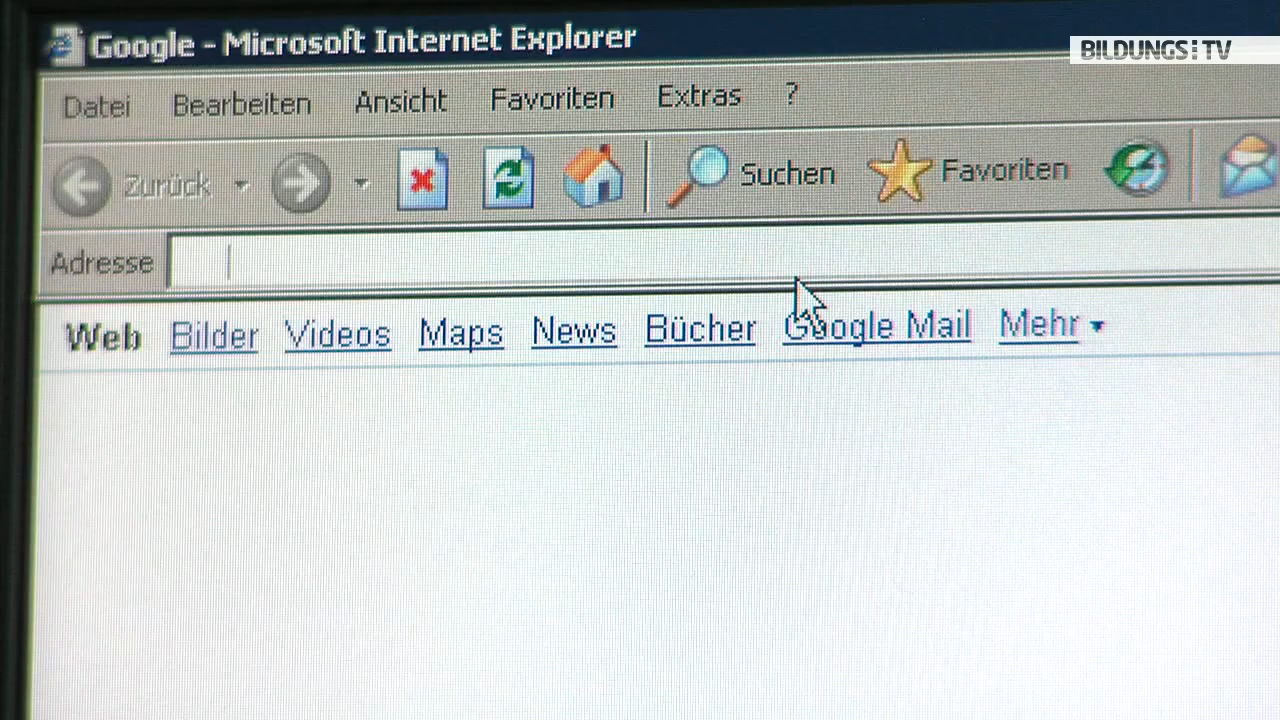 Google - Microsoft Internet Explorer
BILDUNGS TV
Datei Bearbeiten Ansicht Favoriten Extras ?
Zurück Suchen Favoriten
Adresse
Web Bilder Videos Maps News Bücher Google Mail Mehr